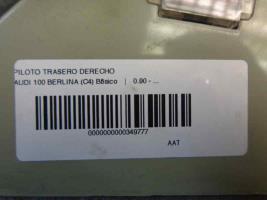 PILOTO TRASERO DERECHO
AUDI 100 BERLINA (C4) Básico | 0.90 - ...
0000000000349777
AAT